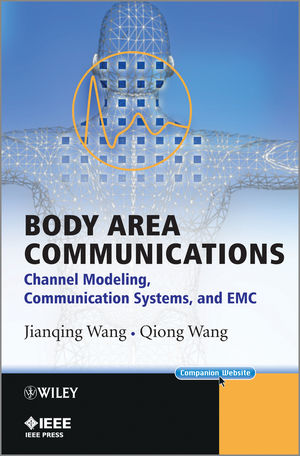 BODY AREA
COMMUNICATIONS
Channel Modeling,
Communication Systems, and EMC
Jianqing Wang • Qiong Wang
Companion Website
WILEY
IEEE
IEEE PRESS